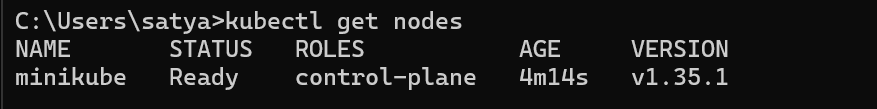 C:\Users\satya>kubectl get nodes
NAME STATUS ROLES AGE VERSION
minikube Ready control-plane 4m14s v1.35.1